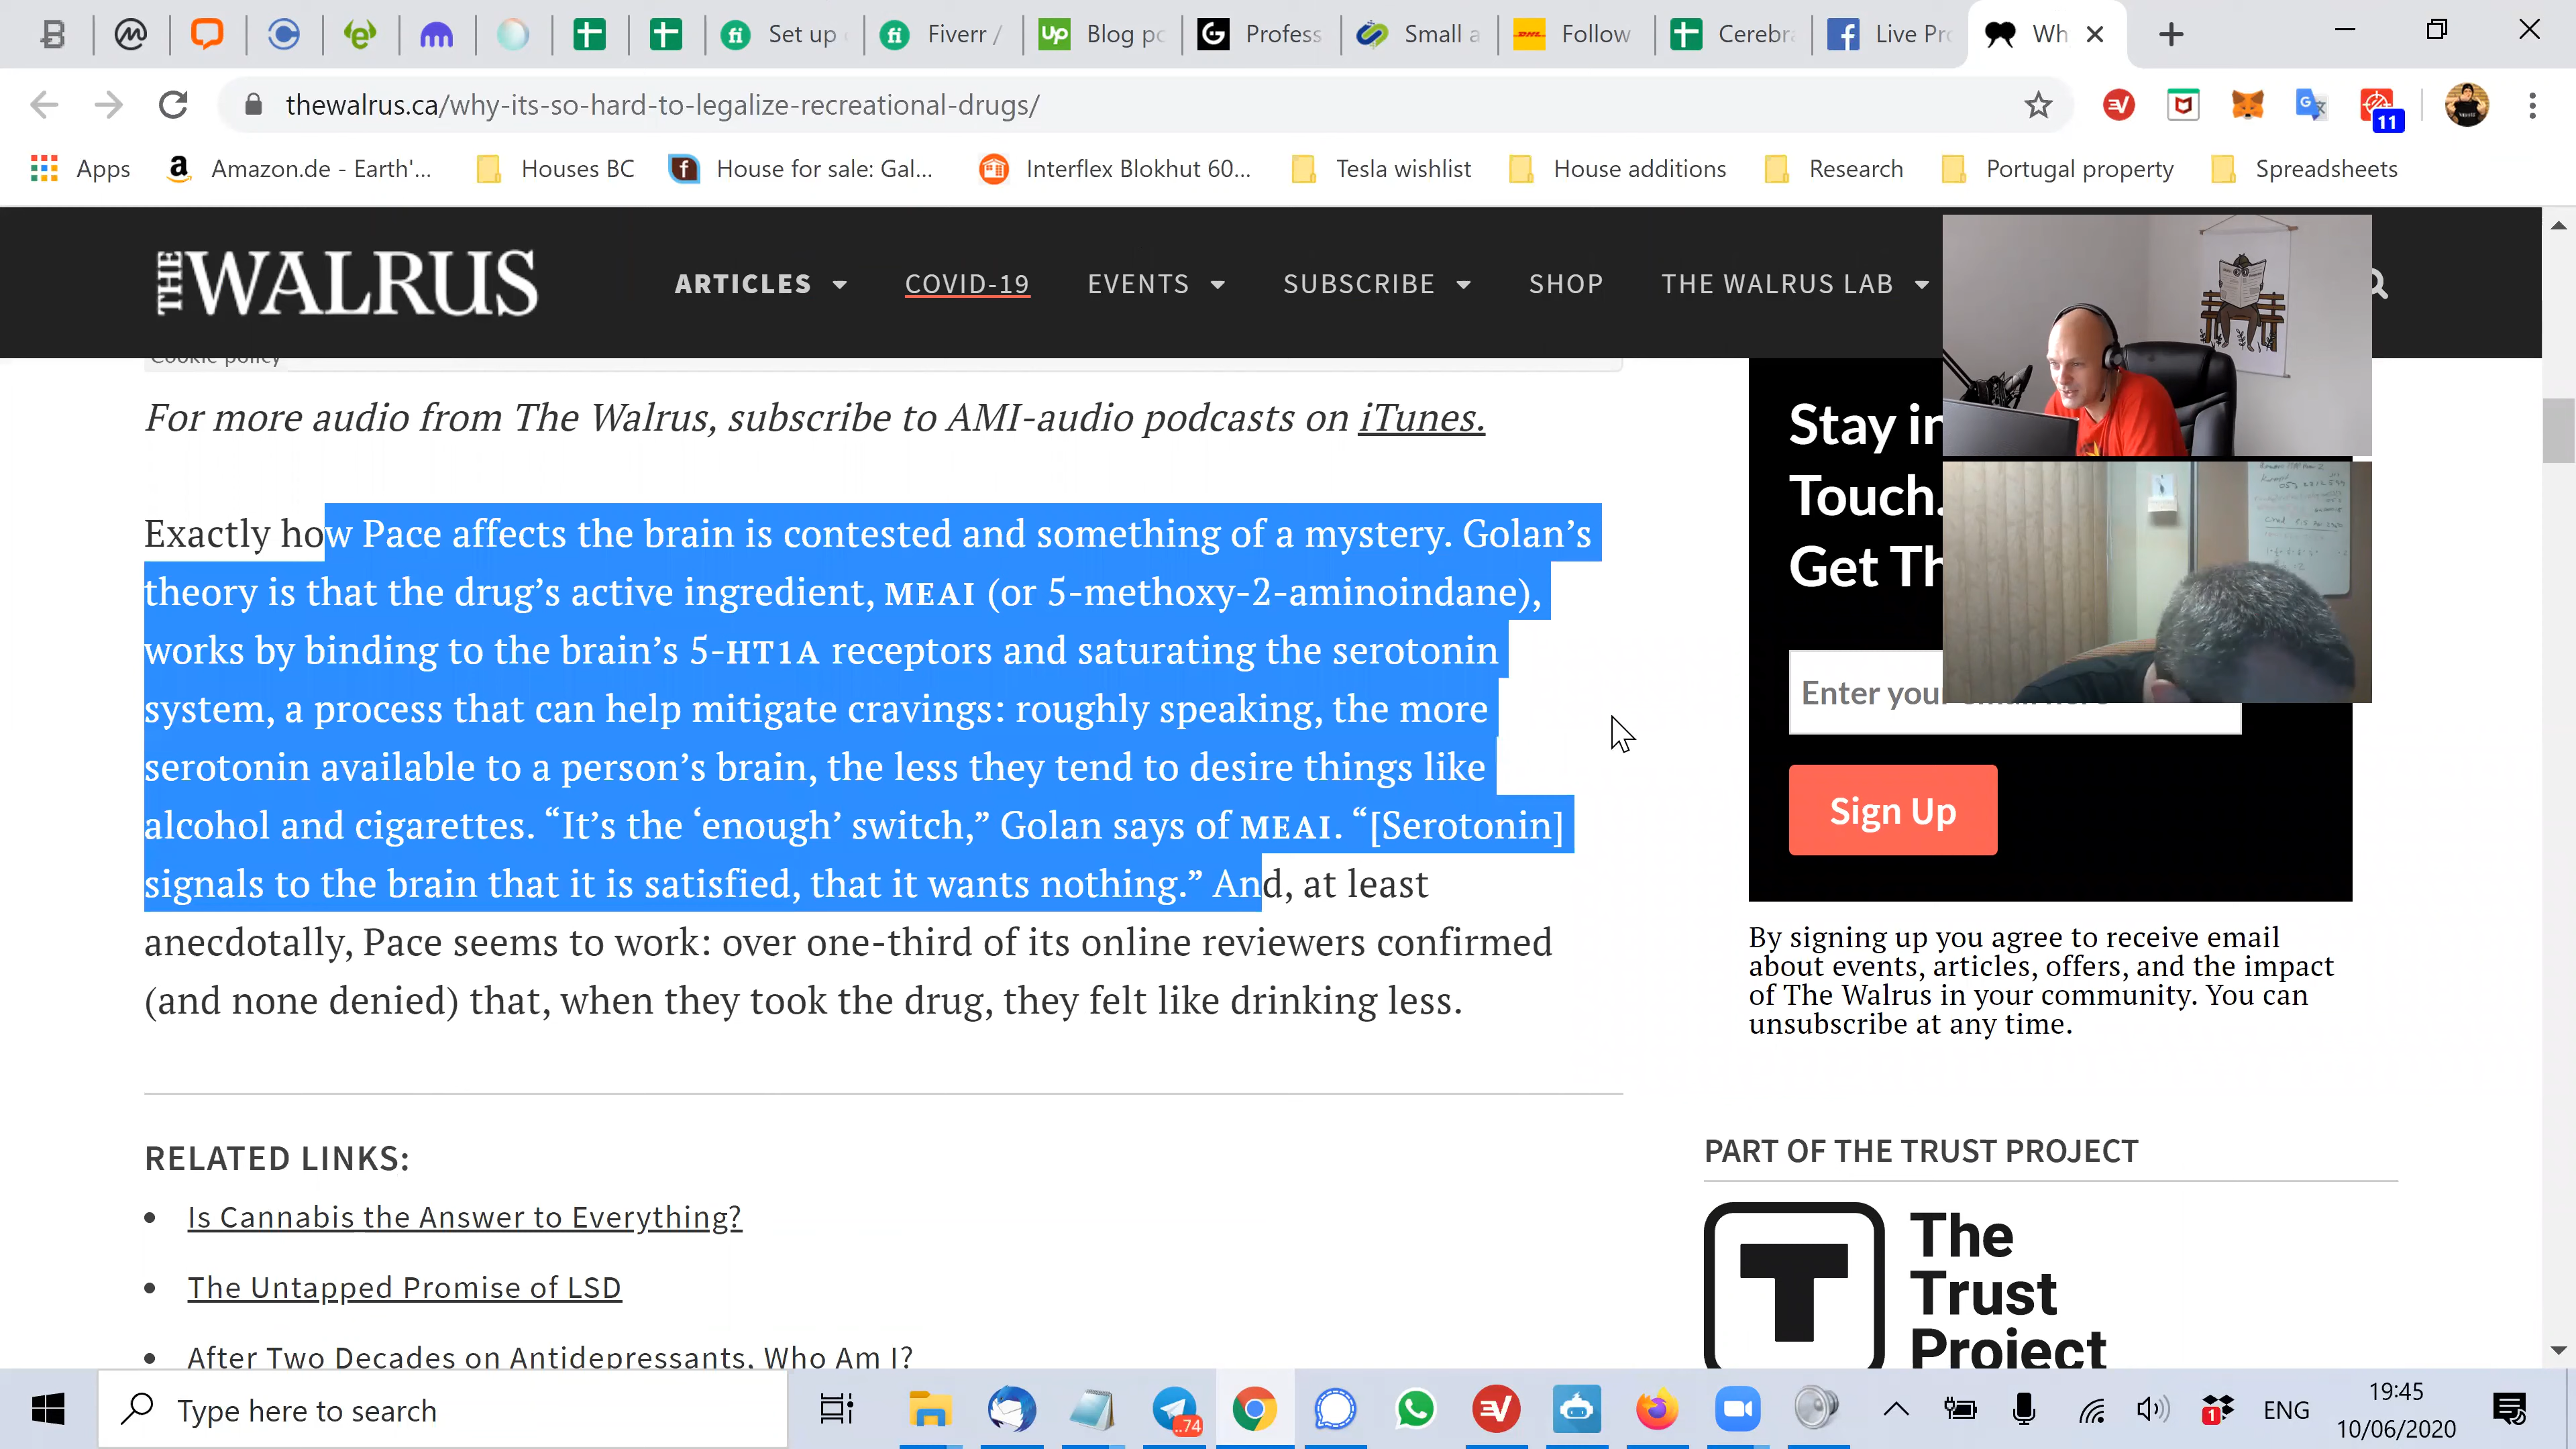 Set up
Fiverr /
Up
Blog po
Profess
Small a
Follow
Cerebra
Live Pro
Wh
thewalrus.ca/why-its-so-hard-to-legalize-recreational-drugs/
11
Apps
Amazon.de - Earth'...
Houses BC
House for sale: Gal...
Interflex Blokhut 60...
Tesla wishlist
House additions
Research
Portugal property
Spreadsheets
THE WALRUS
ARTICLES
COVID-19
EVENTS
SUBSCRIBE
SHOP
THE WALRUS LAB
Cookie policy
For more audio from The Walrus, subscribe to AMI-audio podcasts on iTunes.
Exactly how Pace affects the brain is contested and something of a mystery. Golan’s
theory is that the drug’s active ingredient, MEAI (or 5-methoxy-2-aminoindane),
works by binding to the brain’s 5-HT1A receptors and saturating the serotonin
system, a process that can help mitigate cravings: roughly speaking, the more
serotonin available to a person’s brain, the less they tend to desire things like
alcohol and cigarettes. “It’s the ‘enough’ switch,” Golan says of MEAI. “[Serotonin]
signals to the brain that it is satisfied, that it wants nothing.” And, at least
anecdotally, Pace seems to work: over one-third of its online reviewers confirmed
(and none denied) that, when they took the drug, they felt like drinking less.
RELATED LINKS:
Is Cannabis the Answer to Everything?
The Untapped Promise of LSD
After Two Decades on Antidepressants, Who Am I?
Stay in
Touch.
Get Th
Enter your email here
Sign Up
By signing up you agree to receive email
about events, articles, offers, and the impact
of The Walrus in your community. You can
unsubscribe at any time.
PART OF THE TRUST PROJECT
T
The
Trust
Project
Type here to search
..74
1
ENG
19:45
10/06/2020